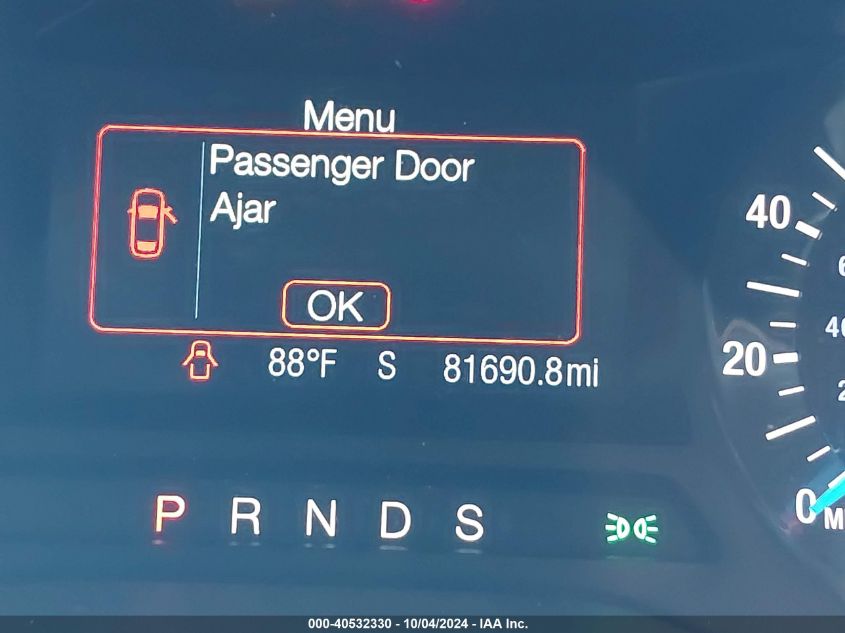 Menu
Passenger Door
Ajar
OK
88°F S 81690.8mi
40
20
0
P R N D S
000-40532330 - 10/04/2024 - IAA Inc.